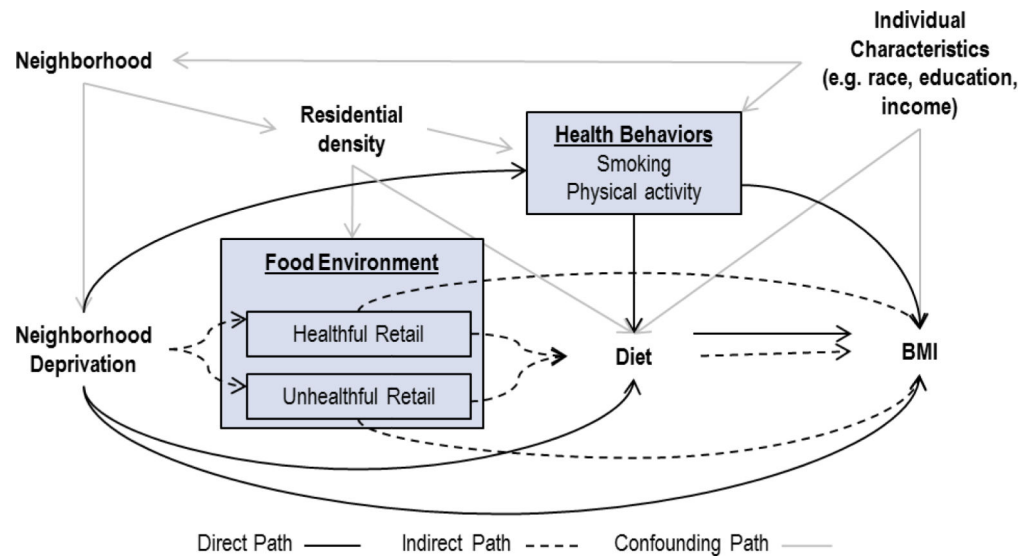 Individual
Characteristics
(e.g. race, education,
income)
Neighborhood
Residential
density
Health Behaviors
Smoking
Physical activity
Food Environment
Healthful Retail
Unhealthful Retail
Neighborhood
Deprivation
Diet
BMI
Direct Path
Indirect Path
Confounding Path